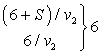 (6 + S) / v₂ } 6
6 / v₂